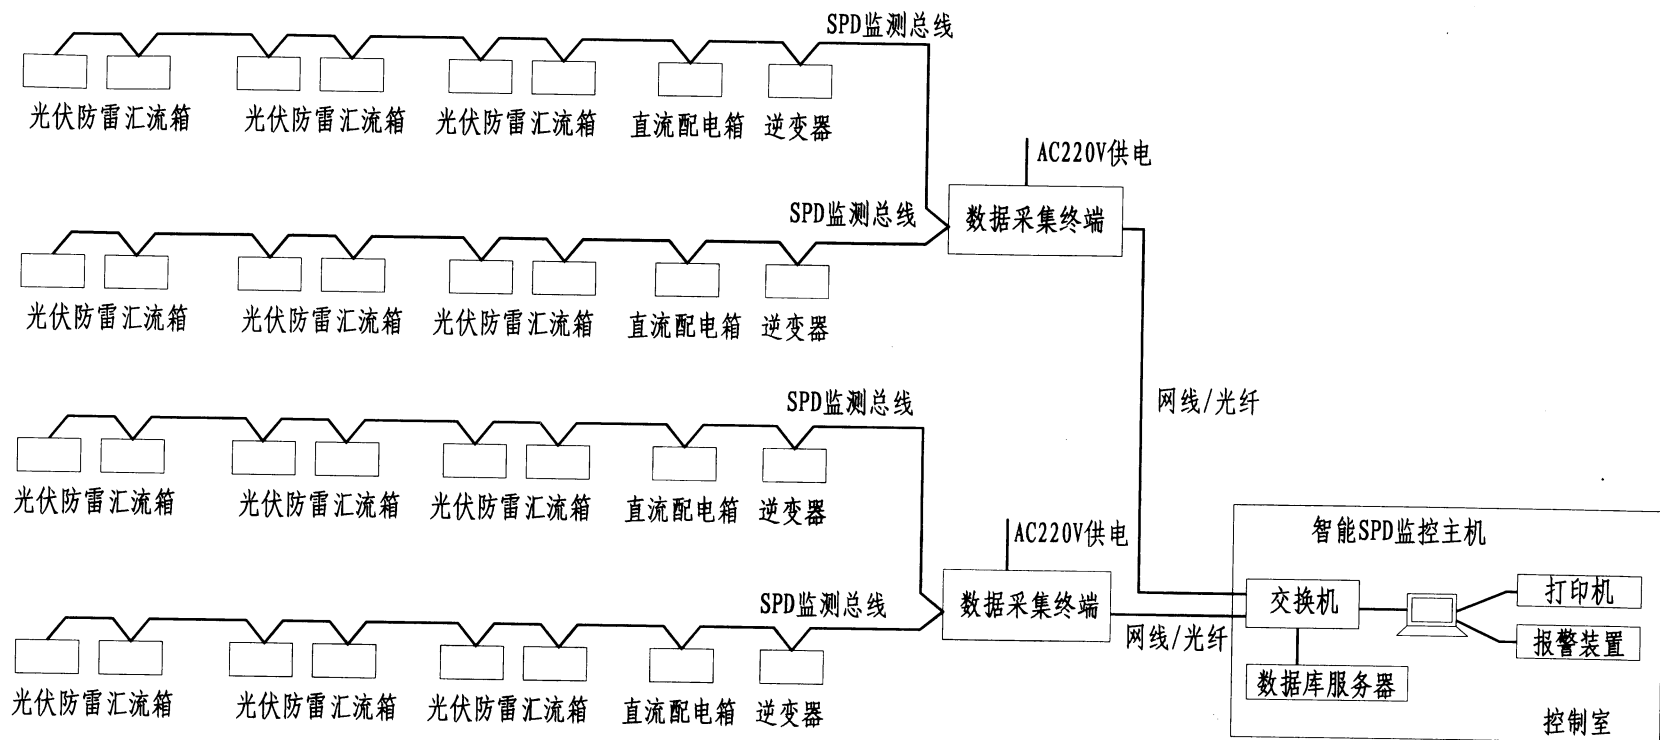 SPD监测总线
光伏防雷汇流箱
光伏防雷汇流箱
光伏防雷汇流箱
直流配电箱
逆变器
AC220V供电
SPD监测总线
数据采集终端
光伏防雷汇流箱
光伏防雷汇流箱
光伏防雷汇流箱
直流配电箱
逆变器
网线/光纤
SPD监测总线
光伏防雷汇流箱
光伏防雷汇流箱
光伏防雷汇流箱
直流配电箱
逆变器
AC220V供电
智能SPD监控主机
SPD监测总线
数据采集终端
交换机
打印机
网线/光纤
报警装置
数据库服务器
光伏防雷汇流箱
光伏防雷汇流箱
光伏防雷汇流箱
直流配电箱
逆变器
控制室